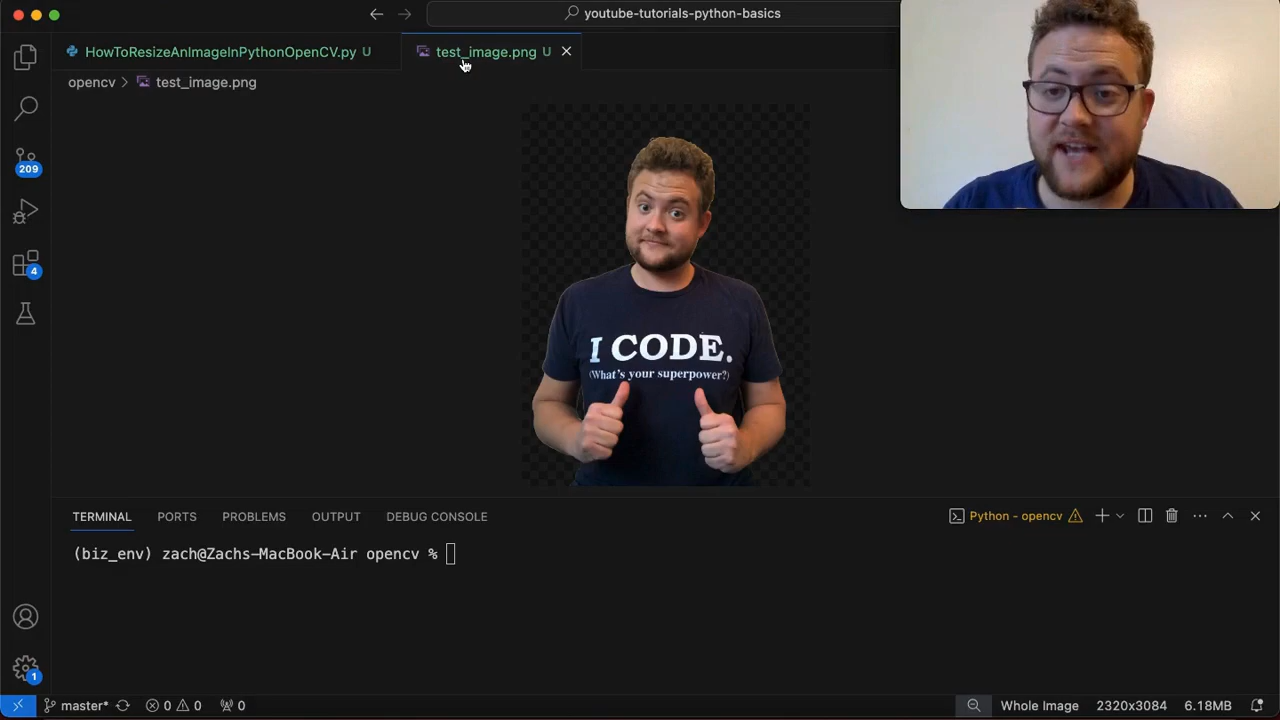 youtube-tutorials-python-basics
HowToResizeAnImageInPythonOpenCV.py U
test_image.png U
opencv > test_image.png
209
4
I CODE.
(What's your superpower?)
TERMINAL PORTS PROBLEMS OUTPUT DEBUG CONSOLE Python - opencv
(biz_env) zach@Zachs-MacBook-Air opencv %
1
master* 0 0 0 Whole Image 2320x3084 6.18MB